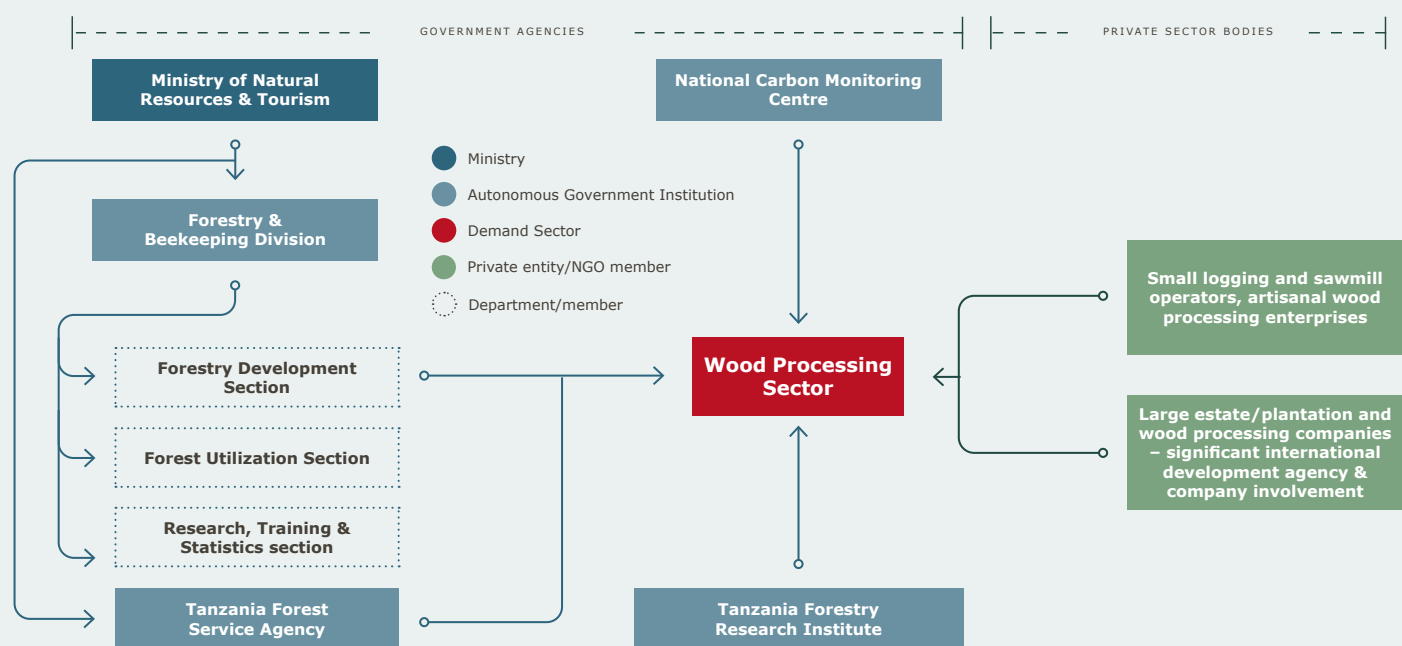 GOVERNMENT AGENCIES
PRIVATE SECTOR BODIES
Ministry of Natural
Resources & Tourism
National Carbon Monitoring
Centre
Ministry
Autonomous Government Institution
Demand Sector
Private entity/NGO member
Department/member
Forestry &
Beekeeping Division
Forestry Development
Section
Forest Utilization Section
Research, Training &
Statistics section
Tanzania Forest
Service Agency
Wood Processing
Sector
Tanzania Forestry
Research Institute
Small logging and sawmill
operators, artisanal wood
processing enterprises
Large estate/plantation and
wood processing companies
– significant international
development agency &
company involvement